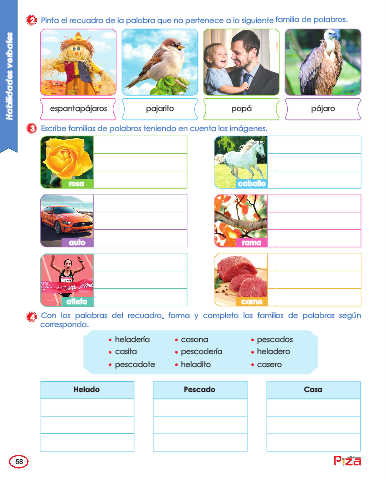 Habilidades verbales
2 Pinta el recuadro de la palabra que no pertenece a la siguiente familia de palabras.
espantapájaros pajarito papá pájaro
3 Escribe familias de palabras teniendo en cuenta las imágenes.
rosa caballo
auto rama
atleta carne
4 Con las palabras del recuadro, forma y completa las familias de palabras según
corresponda.
• heladería • casona • pescados
• casita • pescadería • heladero
• pescadote • heladito • casero
Helado Pescado Casa
58
Piza